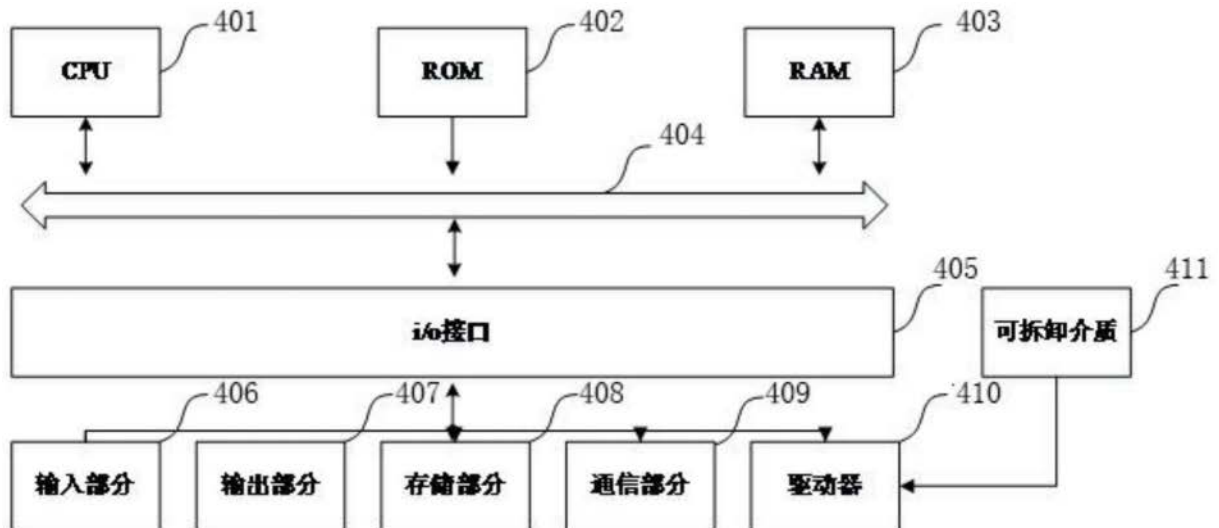 401
402
403
CPU
ROM
RAM
404
405
411
i/o接口
可拆卸介质
406
407
408
409
410
输入部分
输出部分
存储部分
通信部分
驱动器